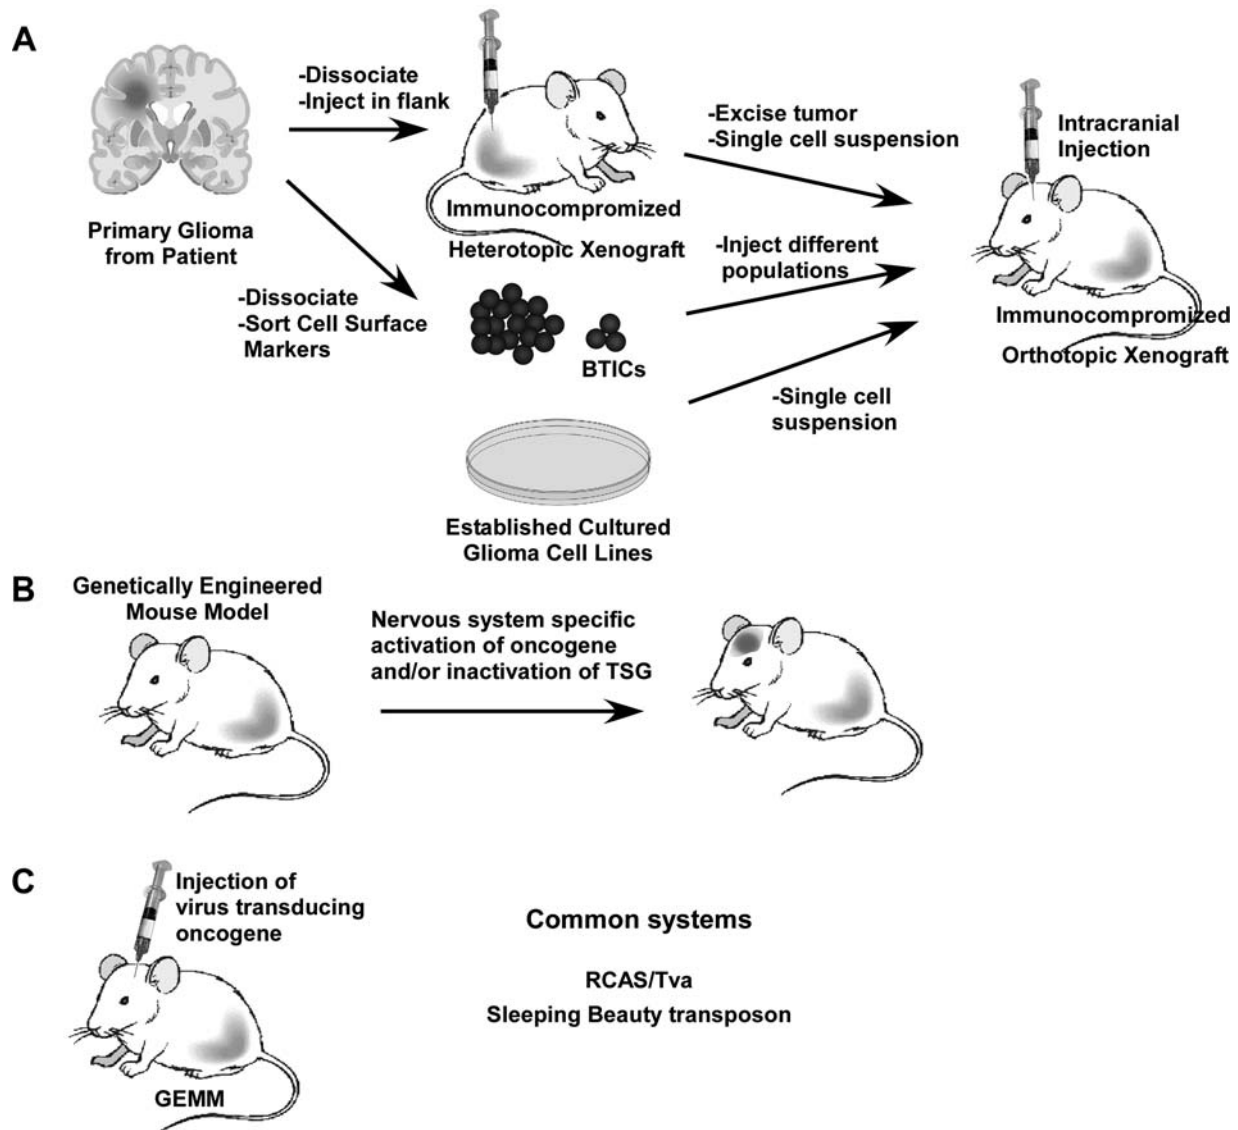 A
-Dissociate
-Inject in flank
-Excise tumor
-Single cell suspension
Intracranial
Injection
Primary Glioma
from Patient
Immunocompromized
Heterotopic Xenograft
-Inject different
populations
-Dissociate
-Sort Cell Surface
Markers
BTICs
Immunocompromized
Orthotopic Xenograft
-Single cell
suspension
Established Cultured
Glioma Cell Lines
B
Genetically Engineered
Mouse Model
Nervous system specific
activation of oncogene
and/or inactivation of TSG
C
Injection of
virus transducing
oncogene
GEMM
Common systems
RCAS/Tva
Sleeping Beauty transposon